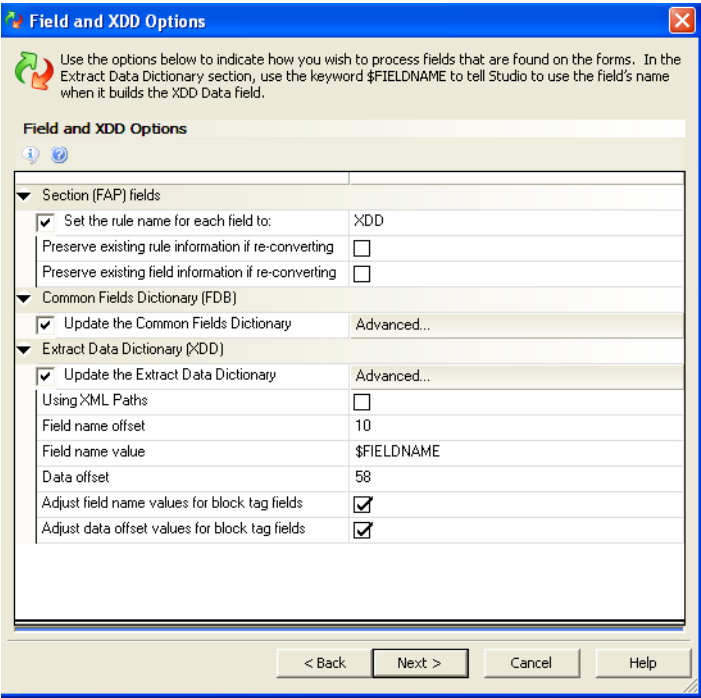 Field and XDD Options
Use the options below to indicate how you wish to process fields that are found on the forms.  In the
Extract Data Dictionary section, use the keyword $FIELDNAME to tell Studio to use the field's name
when it builds the XDD Data field.
Field and XDD Options
Section (FAP) fields
Set the rule name for each field to: XDD
Preserve existing rule information if re-converting
Preserve existing field information if re-converting
Common Fields Dictionary (FDB)
Update the Common Fields Dictionary Advanced...
Extract Data Dictionary (XDD)
Update the Extract Data Dictionary Advanced...
Using XML Paths
Field name offset 10
Field name value $FIELDNAME
Data offset 58
Adjust field name values for block tag fields
Adjust data offset values for block tag fields
< Back Next > Cancel Help